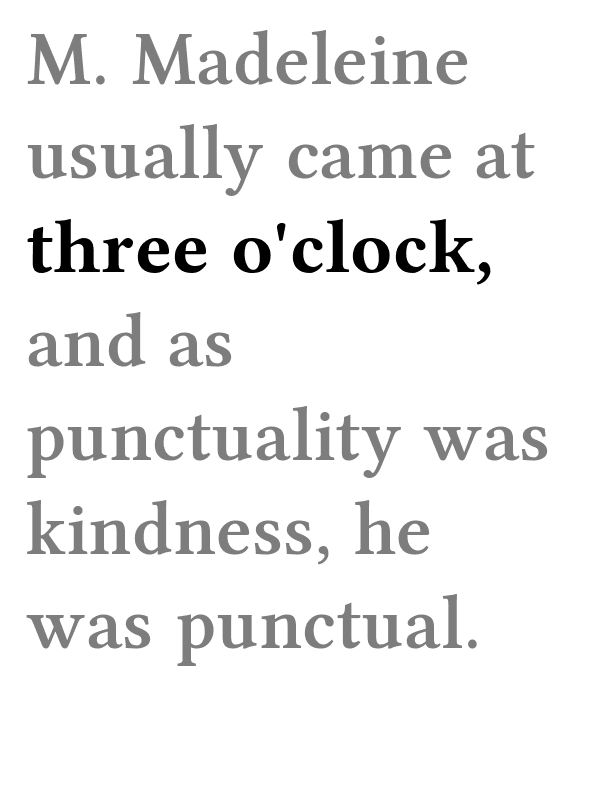 M. Madeleine
usually came at
three o'clock,
and as
punctuality was
kindness, he
was punctual.